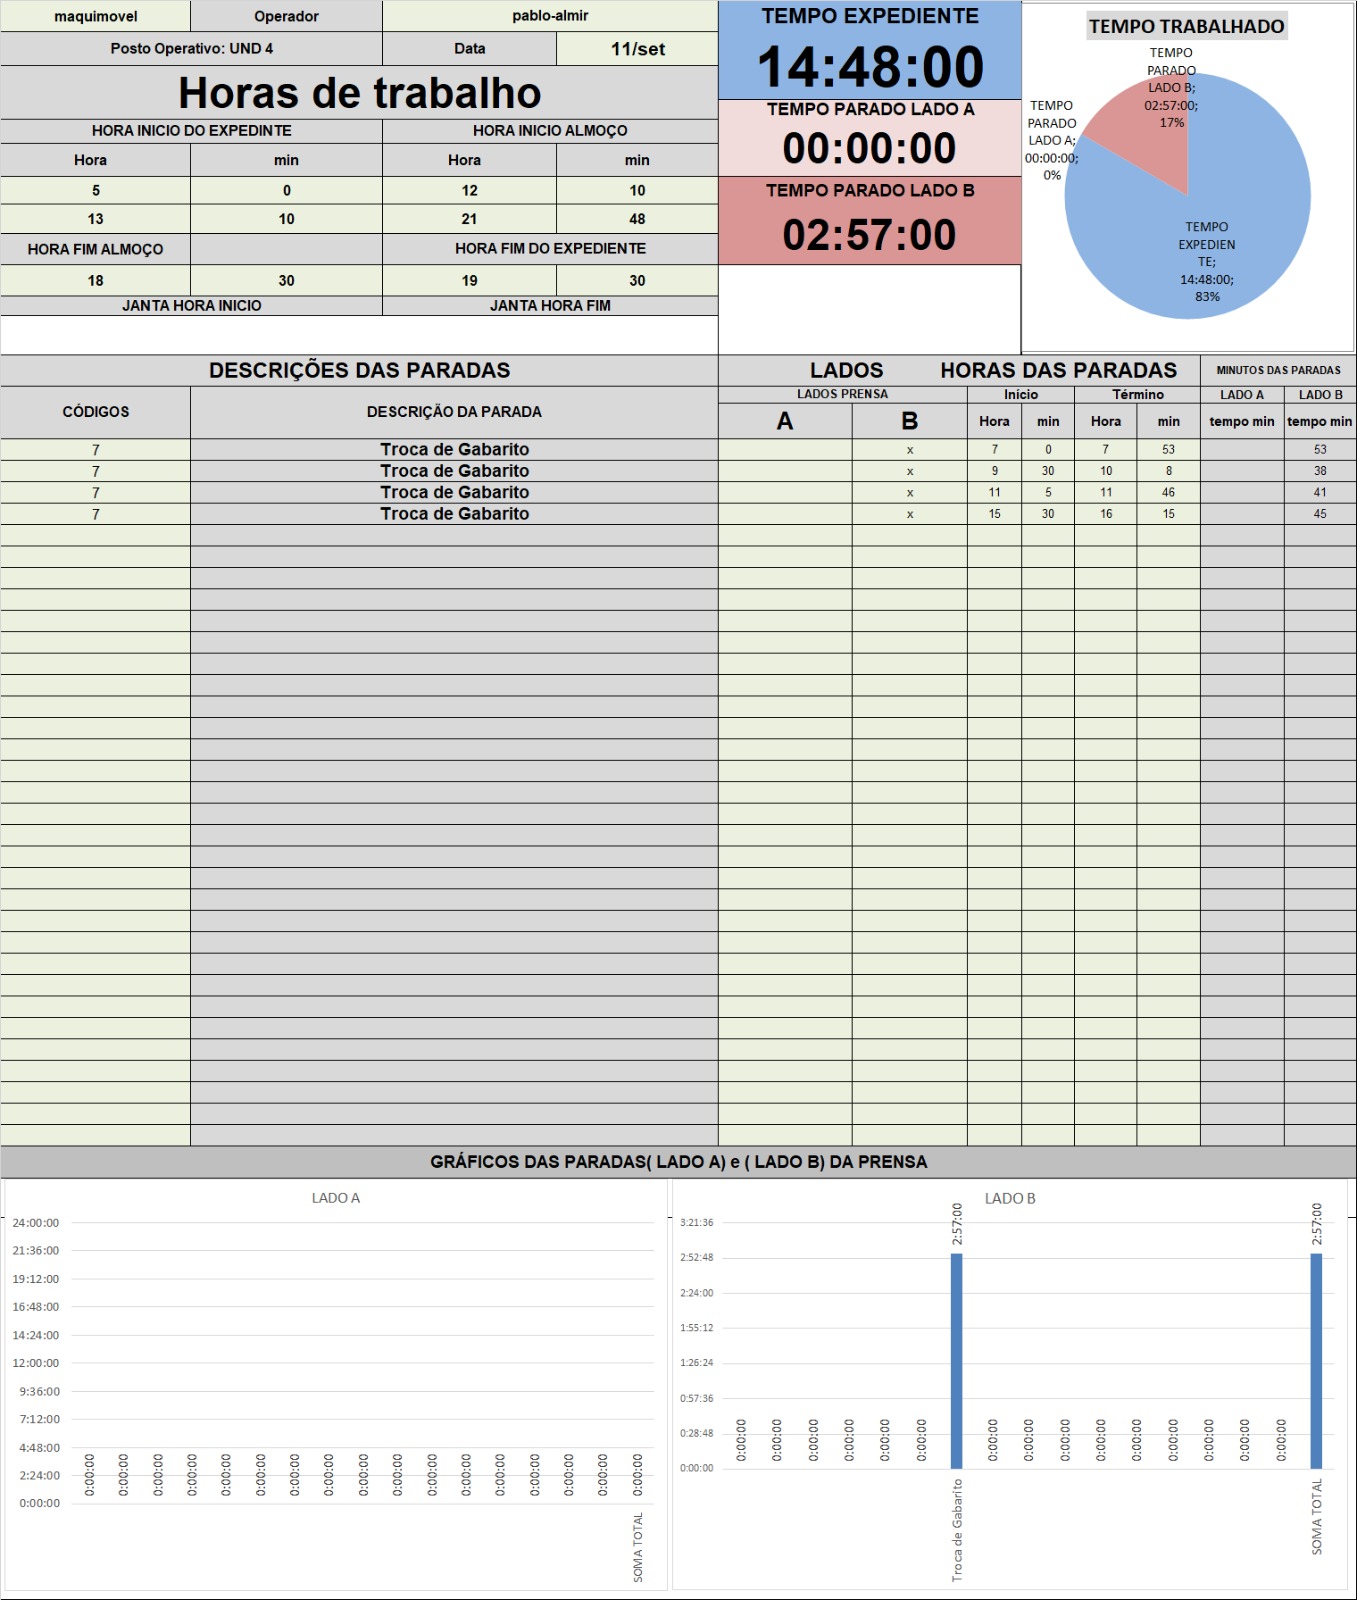 maquimovel Operador pablo-almir
Posto Operativo: UND 4 Data 11/set
Horas de trabalho
HORA INICIO DO EXPEDINTE HORA INICIO ALMOÇO
Hora min Hora min
5 0 12 10
13 10 21 48
HORA FIM ALMOÇO HORA FIM DO EXPEDIENTE
18 30 19 30
JANTA HORA INICIO JANTA HORA FIM
TEMPO EXPEDIENTE
14:48:00
TEMPO PARADO LADO A
00:00:00
TEMPO PARADO LADO B
02:57:00
TEMPO TRABALHADO
TEMPO
PARADO
LADO B;
02:57:00;
17%
TEMPO
PARADO
LADO A;
00:00:00;
0%
TEMPO
EXPEDIEN
TE;
14:48:00;
83%
DESCRIÇÕES DAS PARADAS LADOS HORAS DAS PARADAS MINUTOS DAS PARADAS
CÓDIGOS DESCRIÇÃO DA PARADA
LADOS PRENSA Início Término LADO A LADO B
A B Hora min Hora min tempo min tempo min
7 Troca de Gabarito x 7 0 7 53 53
7 Troca de Gabarito x 9 30 10 8 38
7 Troca de Gabarito x 11 5 11 46 41
7 Troca de Gabarito x 15 30 16 15 45
GRÁFICOS DAS PARADAS( LADO A) e ( LADO B) DA PRENSA
LADO A
24:00:00
21:36:00
19:12:00
16:48:00
14:24:00
12:00:00
9:36:00
7:12:00
4:48:00
2:24:00
0:00:00
0:00:00 0:00:00 0:00:00 0:00:00 0:00:00 0:00:00 0:00:00 0:00:00 0:00:00 0:00:00 0:00:00 0:00:00 0:00:00 0:00:00 0:00:00 0:00:00 0:00:00
SOMA TOTAL
LADO B
3:21:36
2:52:48
2:24:00
1:55:12
1:26:24
0:57:36
0:28:48
0:00:00
0:00:00 0:00:00 0:00:00 0:00:00 0:00:00 0:00:00 2:57:00 0:00:00 0:00:00 0:00:00 0:00:00 0:00:00 0:00:00 0:00:00 0:00:00 0:00:00 2:57:00
Troca de Gabarito
SOMA TOTAL